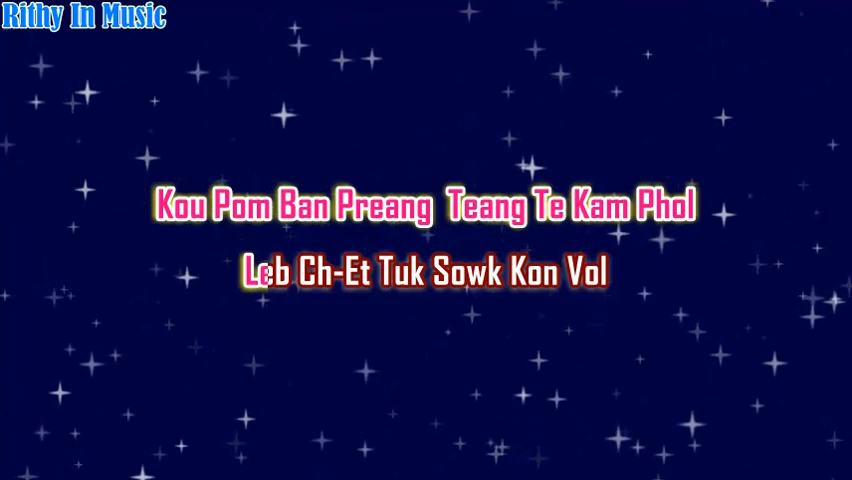 Rithy In Music
Kou Pom Ban Preang Teang Te Kam Phol
Leb Ch-Et Tuk Sowk Kon Vol